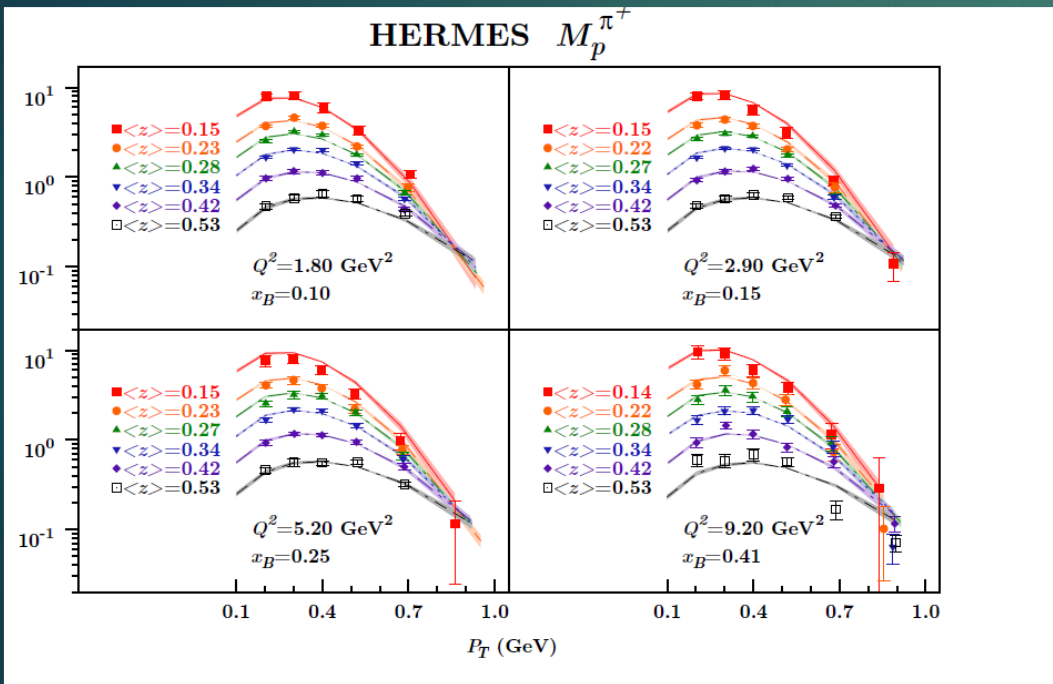 HERMES M_p^{π+}
10^1
10^0
10^{-1}
<z>=0.15
<z>=0.23
<z>=0.28
<z>=0.34
<z>=0.42
<z>=0.53
Q^2=1.80 GeV^2
x_B=0.10
<z>=0.15
<z>=0.22
<z>=0.27
<z>=0.34
<z>=0.42
<z>=0.53
Q^2=2.90 GeV^2
x_B=0.15
10^1
10^0
10^{-1}
<z>=0.15
<z>=0.23
<z>=0.27
<z>=0.34
<z>=0.42
<z>=0.53
Q^2=5.20 GeV^2
x_B=0.25
<z>=0.14
<z>=0.22
<z>=0.28
<z>=0.34
<z>=0.42
<z>=0.53
Q^2=9.20 GeV^2
x_B=0.41
0.1 0.4 0.7 1.0 0.1 0.4 0.7 1.0
P_T (GeV)